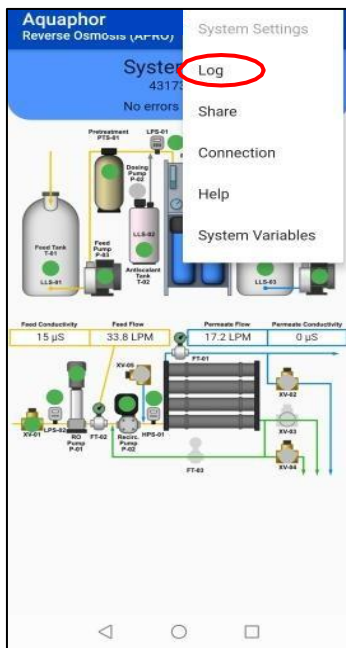 Aquaphor
Reverse Osmosis (APRO)
System Settings
Log
Share
Connection
Help
System Variables
System
43173
No errors
Pretreatment
PTS-01
LPS-01
Dosing
Pump
P-02
LLS-02
Feed Tank
T-01
Feed
Pump
P-03
LLS-01
Antiscalant
Tank
T-02
LLS-03
Feed Conductivity
Feed Flow
Permeate Flow
Permeate Conductivity
15 µS
33.8 LPM
17.2 LPM
0 µS
FT-01
XV-05
XV-02
XV-01
LPS-02
RO
Pump
P-01
FT-02
Recirc.
Pump
P-02
HPS-01
XV-03
FT-03
XV-04